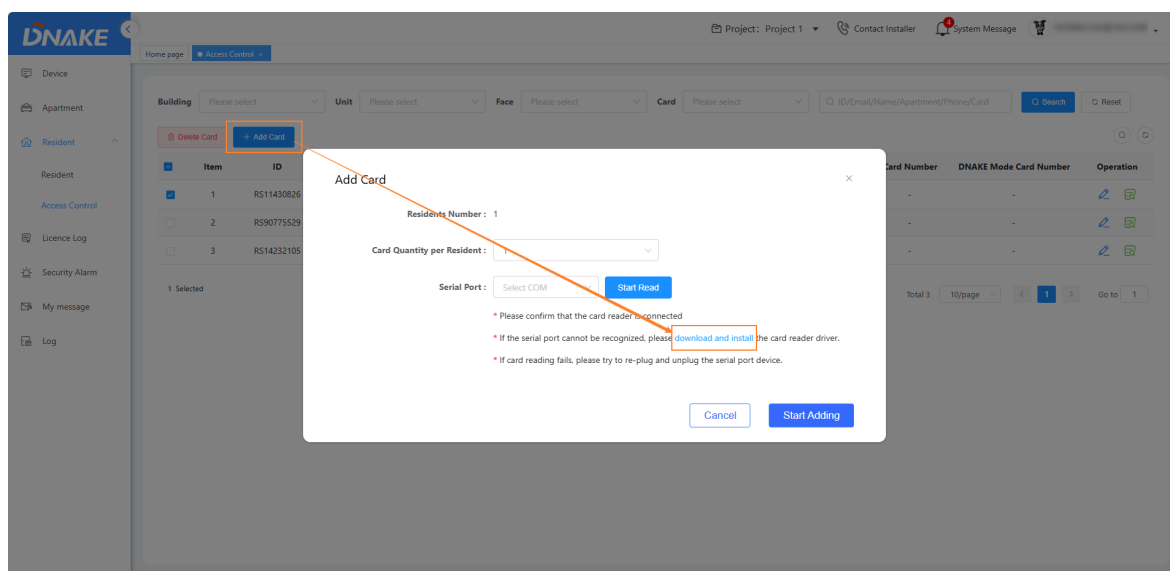 DNAKE
Project: Project 1
Contact Installer
4
System Message
Home page
Access Control ×
Device
Apartment
Resident
Resident
Access Control
Licence Log
Security Alarm
My message
Log
Building Please select Unit Please select Face Please select Card Please select ID/Email/Name/Apartment/Phone/Card Search Reset
Delete Card + Add Card
Item ID Card Number DNAKE Mode Card Number Operation
1 RS11430826 - -
2 RS90775529 - -
3 RS14232105 - -
1 Selected
Total 3 10/page < 1 > Go to 1
Add Card ×
Residents Number : 1
Card Quantity per Resident : 1
Serial Port : Select COM Start Read
* Please confirm that the card reader is connected
* If the serial port cannot be recognized, please download and install the card reader driver.
* If card reading fails, please try to re-plug and unplug the serial port device.
Cancel Start Adding